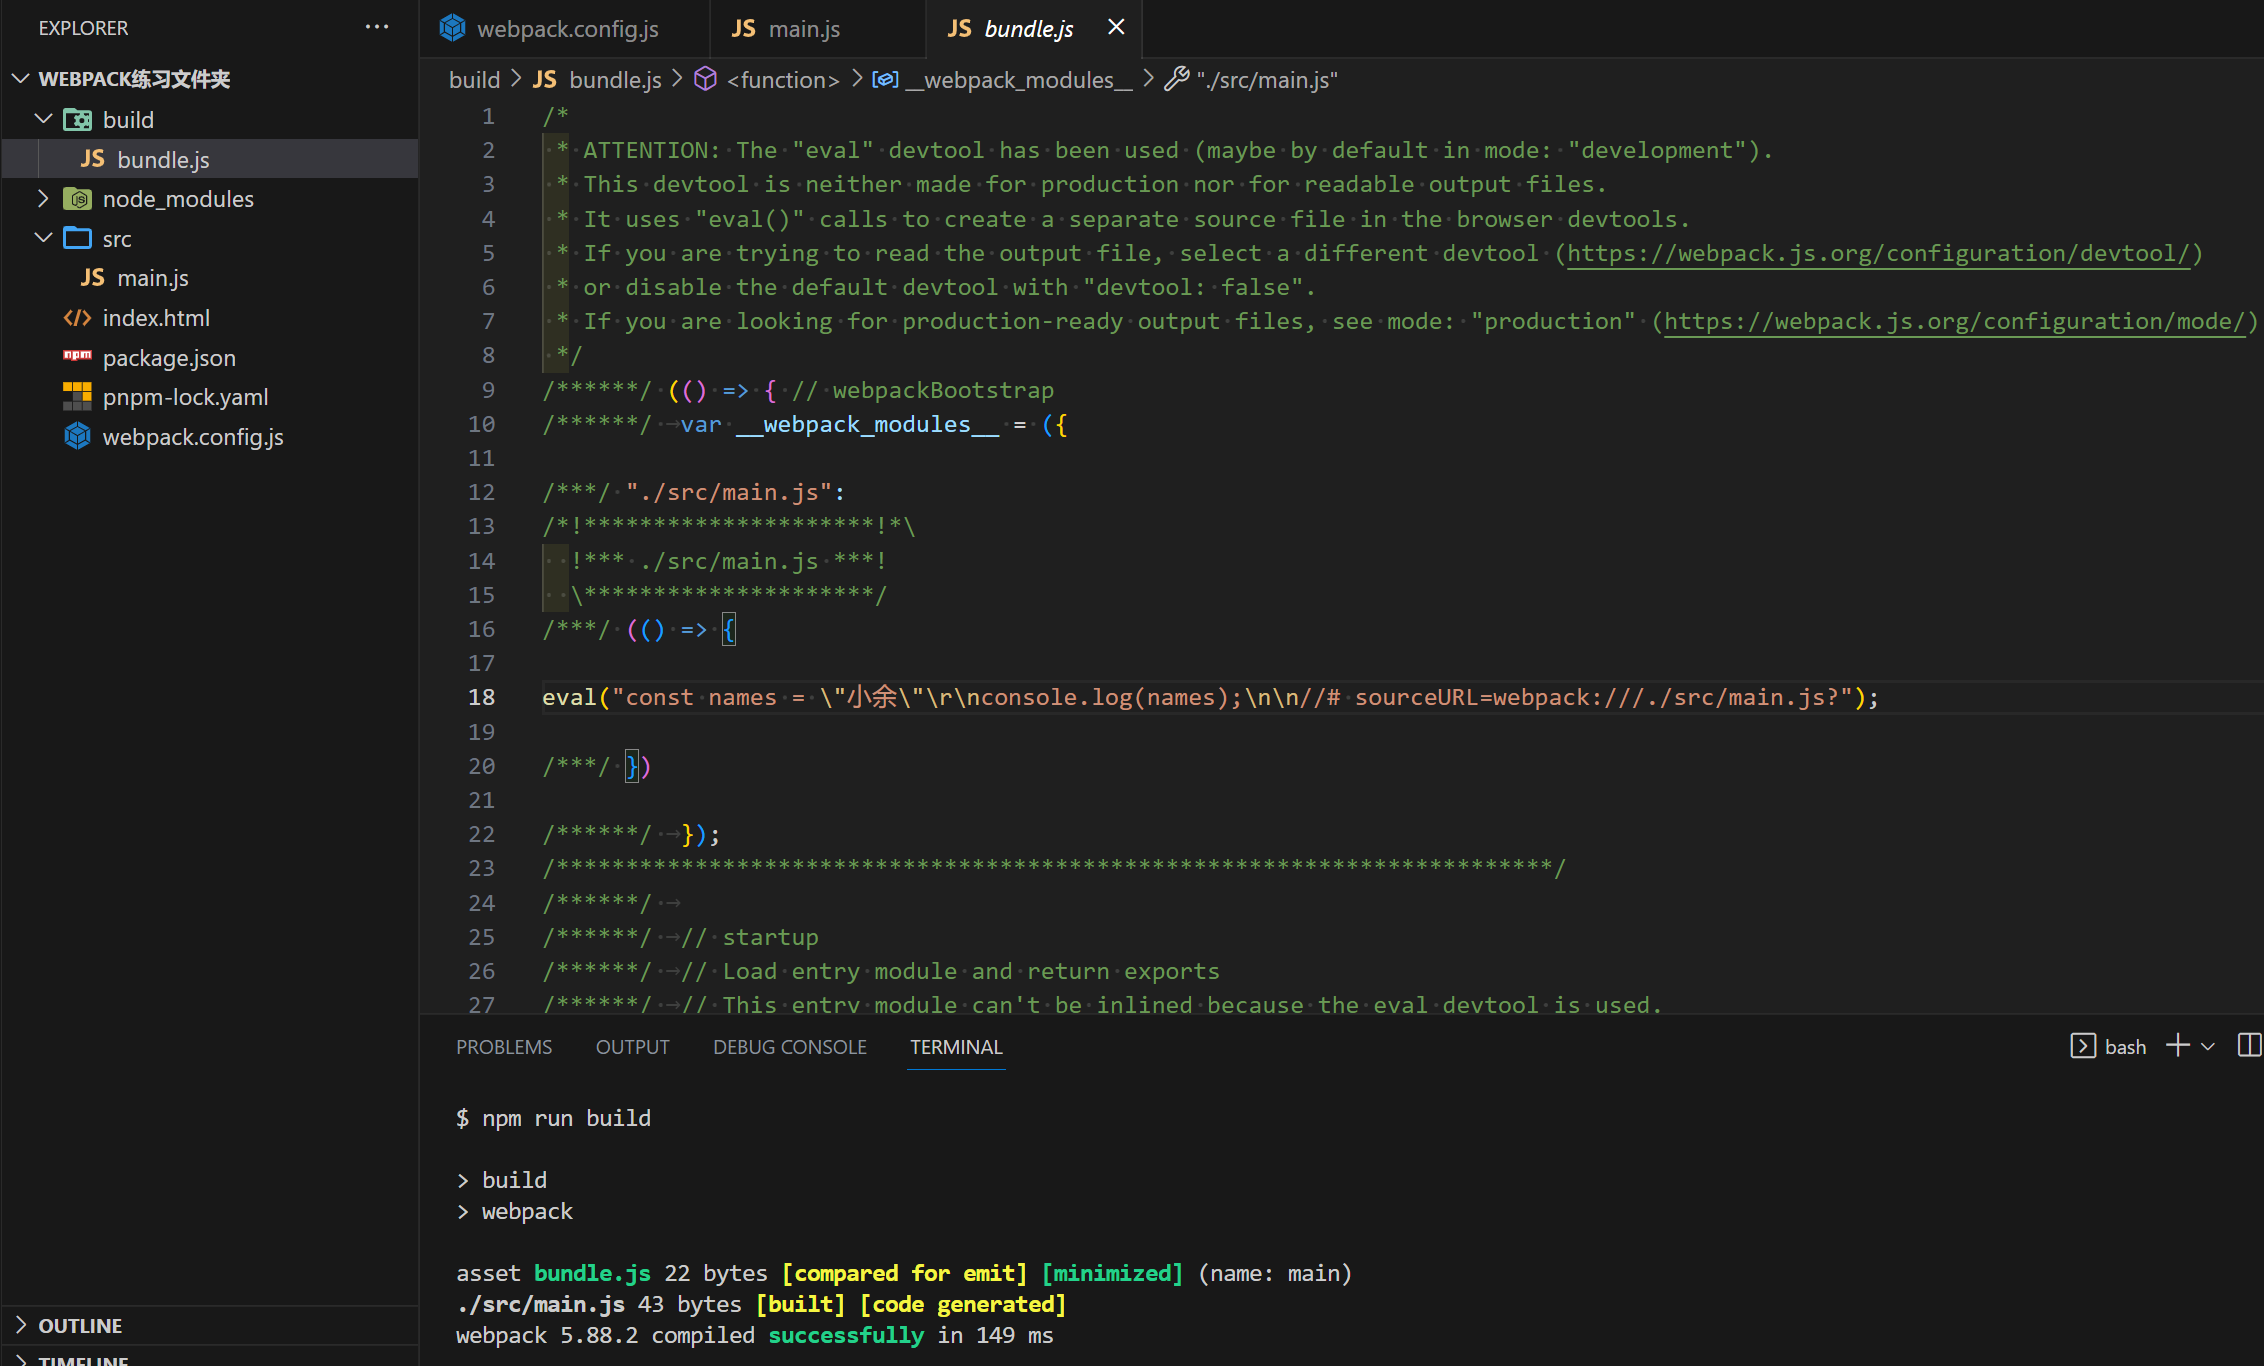 EXPLORER
WEBPACK练习文件夹
build
JS bundle.js
node_modules
src
JS main.js
index.html
npm package.json
pnpm-lock.yaml
webpack.config.js
OUTLINE
TIMELINE
webpack.config.js
JS main.js
JS bundle.js
build > JS bundle.js > <function> > __webpack_modules__ > "./src/main.js"
1 /*
2 * ATTENTION: The "eval" devtool has been used (maybe by default in mode: "development").
3 * This devtool is neither made for production nor for readable output files.
4 * It uses "eval()" calls to create a separate source file in the browser devtools.
5 * If you are trying to read the output file, select a different devtool (https://webpack.js.org/configuration/devtool/)
6 * or disable the default devtool with "devtool: false".
7 * If you are looking for production-ready output files, see mode: "production" (https://webpack.js.org/configuration/mode/)
8 */
9 /******/ (() => { // webpackBootstrap
10 /******/ var __webpack_modules__ = ({
11
12 /***/ "./src/main.js":
13 /*!*********************!*\
14 !*** ./src/main.js ***!
15 \*********************/
16 /***/ (() => {
17
18 eval("const names = \"小余\"\r\nconsole.log(names);\n\n//# sourceURL=webpack:///./src/main.js?");
19
20 /***/ })
21
22 /******/ });
23 /************************************************************************/
24 /******/
25 /******/ // startup
26 /******/ // Load entry module and return exports
27 /******/ // This entry module can't be inlined because the eval devtool is used.
PROBLEMS OUTPUT DEBUG CONSOLE TERMINAL
bash
$ npm run build
> build
> webpack
asset bundle.js 22 bytes [compared for emit] [minimized] (name: main)
./src/main.js 43 bytes [built] [code generated]
webpack 5.88.2 compiled successfully in 149 ms